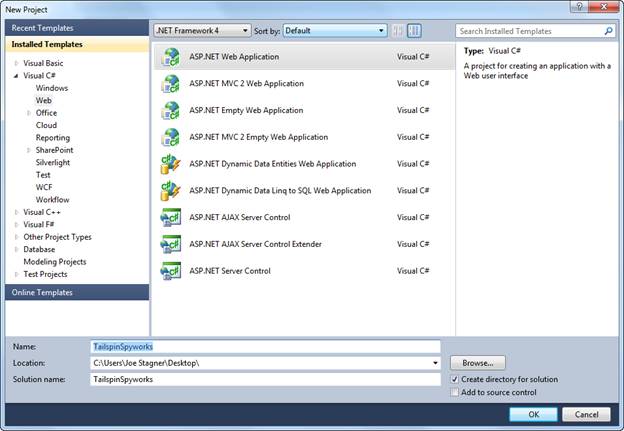 New Project
Recent Templates
.NET Framework 4 Sort by: Default Search Installed Templates
Installed Templates
Visual Basic
Visual C#
Windows
Web
Office
Cloud
Reporting
SharePoint
Silverlight
Test
WCF
Workflow
Visual C++
Visual F#
Other Project Types
Database
Modeling Projects
Test Projects
Online Templates
ASP.NET Web Application Visual C#
ASP.NET MVC 2 Web Application Visual C#
ASP.NET Empty Web Application Visual C#
ASP.NET MVC 2 Empty Web Application Visual C#
ASP.NET Dynamic Data Entities Web Application Visual C#
ASP.NET Dynamic Data Linq to SQL Web Application Visual C#
ASP.NET AJAX Server Control Visual C#
ASP.NET AJAX Server Control Extender Visual C#
ASP.NET Server Control Visual C#
Type: Visual C#
A project for creating an application with a
Web user interface
Name: TailspinSpyworks
Location: C:\Users\Joe Stagner\Desktop\ Browse...
Solution name: TailspinSpyworks
Create directory for solution
Add to source control
OK Cancel